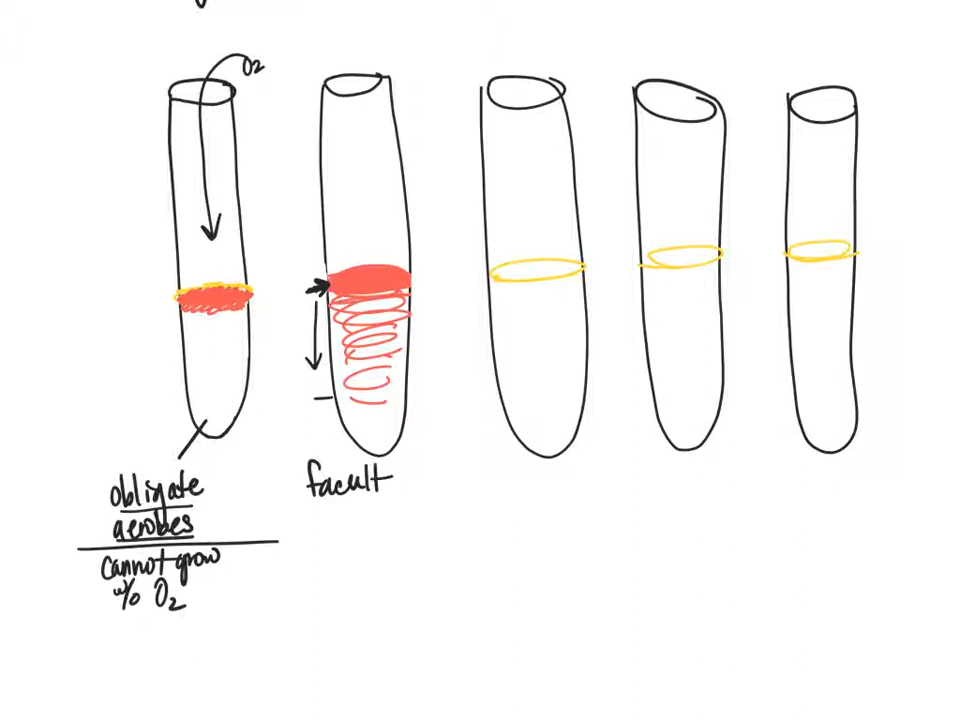 O2
obligate
aerobes
cannot grow
w/o O2
facult